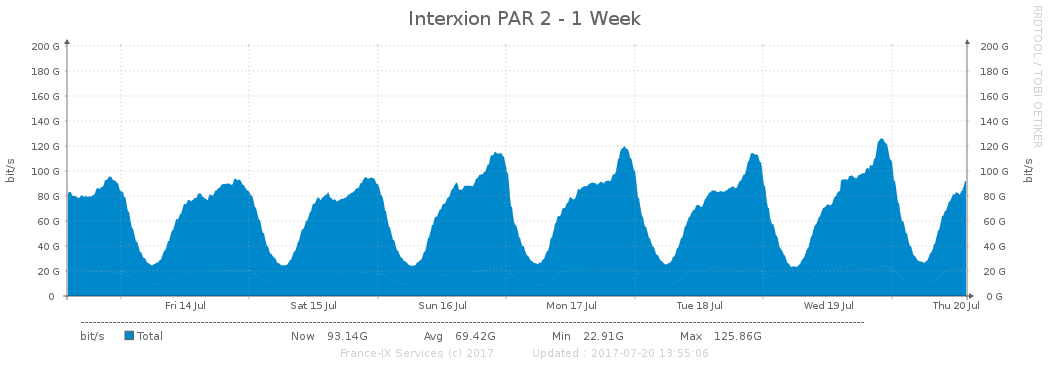 Interxion PAR 2 - 1 Week
RRDTOOL / TOBI OETIKER
bit/s
bit/s
200 G 200 G
180 G 180 G
160 G 160 G
140 G 140 G
120 G 120 G
100 G 100 G
80 G 80 G
60 G 60 G
40 G 40 G
20 G 20 G
0 0 G
Fri 14 Jul Sat 15 Jul Sun 16 Jul Mon 17 Jul Tue 18 Jul Wed 19 Jul Thu 20 Jul
bit/s Total Now 93.14G Avg 69.42G Min 22.91G Max 125.86G
France-IX Services (c) 2017 Updated : 2017-07-20 13:55:06